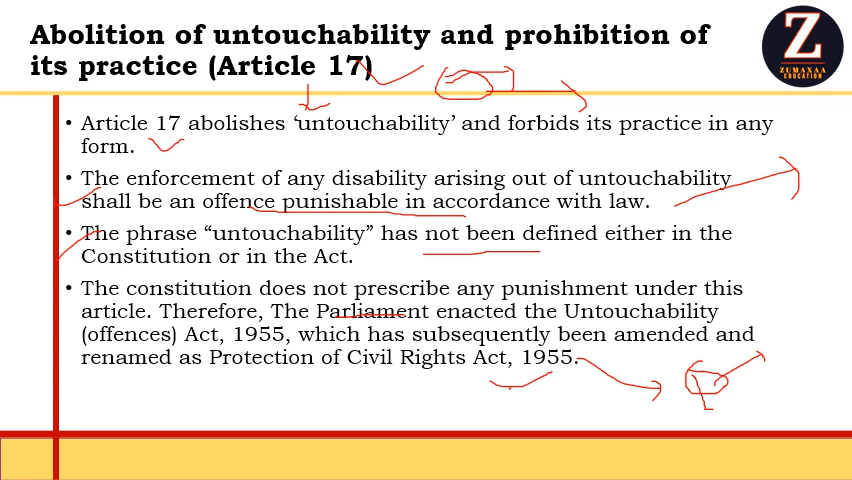 Abolition of untouchability and prohibition of
its practice (Article 17)
Z
ZUMAXAA
EDUCATION
• Article 17 abolishes ‘untouchability’ and forbids its practice in any
form.
• The enforcement of any disability arising out of untouchability
shall be an offence punishable in accordance with law.
• The phrase “untouchability” has not been defined either in the
Constitution or in the Act.
• The constitution does not prescribe any punishment under this
article. Therefore, The Parliament enacted the Untouchability
(offences) Act, 1955, which has subsequently been amended and
renamed as Protection of Civil Rights Act, 1955.